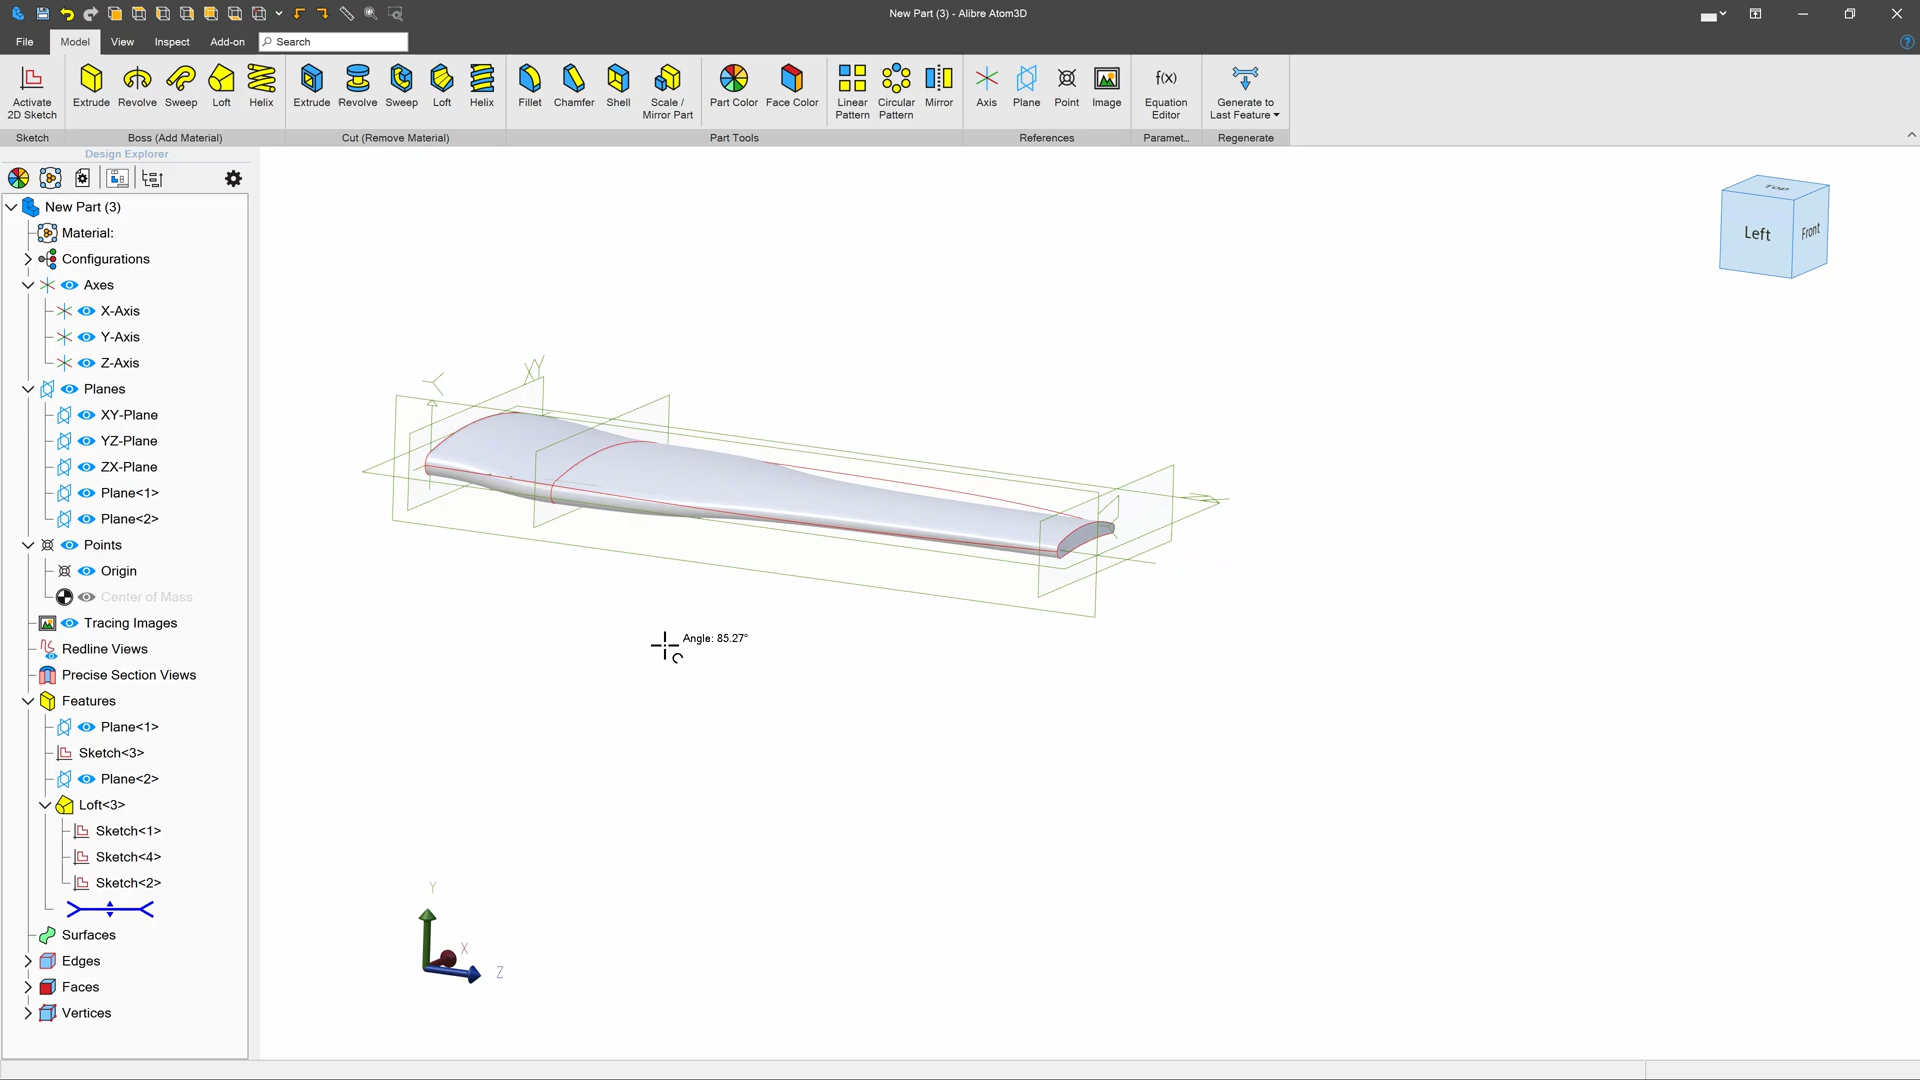 New Part (3) - Alibre Atom3D
File
Model
View
Inspect
Add-on
Search
Activate
2D Sketch
Extrude
Revolve
Sweep
Loft
Helix
Extrude
Revolve
Sweep
Loft
Helix
Fillet
Chamfer
Shell
Scale /
Mirror Part
Part Color
Face Color
Linear
Pattern
Circular
Pattern
Mirror
Axis
Plane
Point
Image
f(x)
Equation
Editor
Generate to
Last Feature
Sketch
Boss (Add Material)
Cut (Remove Material)
Part Tools
References
Paramet...
Regenerate
Design Explorer
New Part (3)
Material:
Configurations
Axes
X-Axis
Y-Axis
Z-Axis
Planes
XY-Plane
YZ-Plane
ZX-Plane
Plane<1>
Plane<2>
Points
Origin
Center of Mass
Tracing Images
Redline Views
Precise Section Views
Features
Plane<1>
Sketch<3>
Plane<2>
Loft<3>
Sketch<1>
Sketch<4>
Sketch<2>
Surfaces
Edges
Faces
Vertices
Top
Left
Front
XY
Y
Angle: 85.27°
Y
X
Z